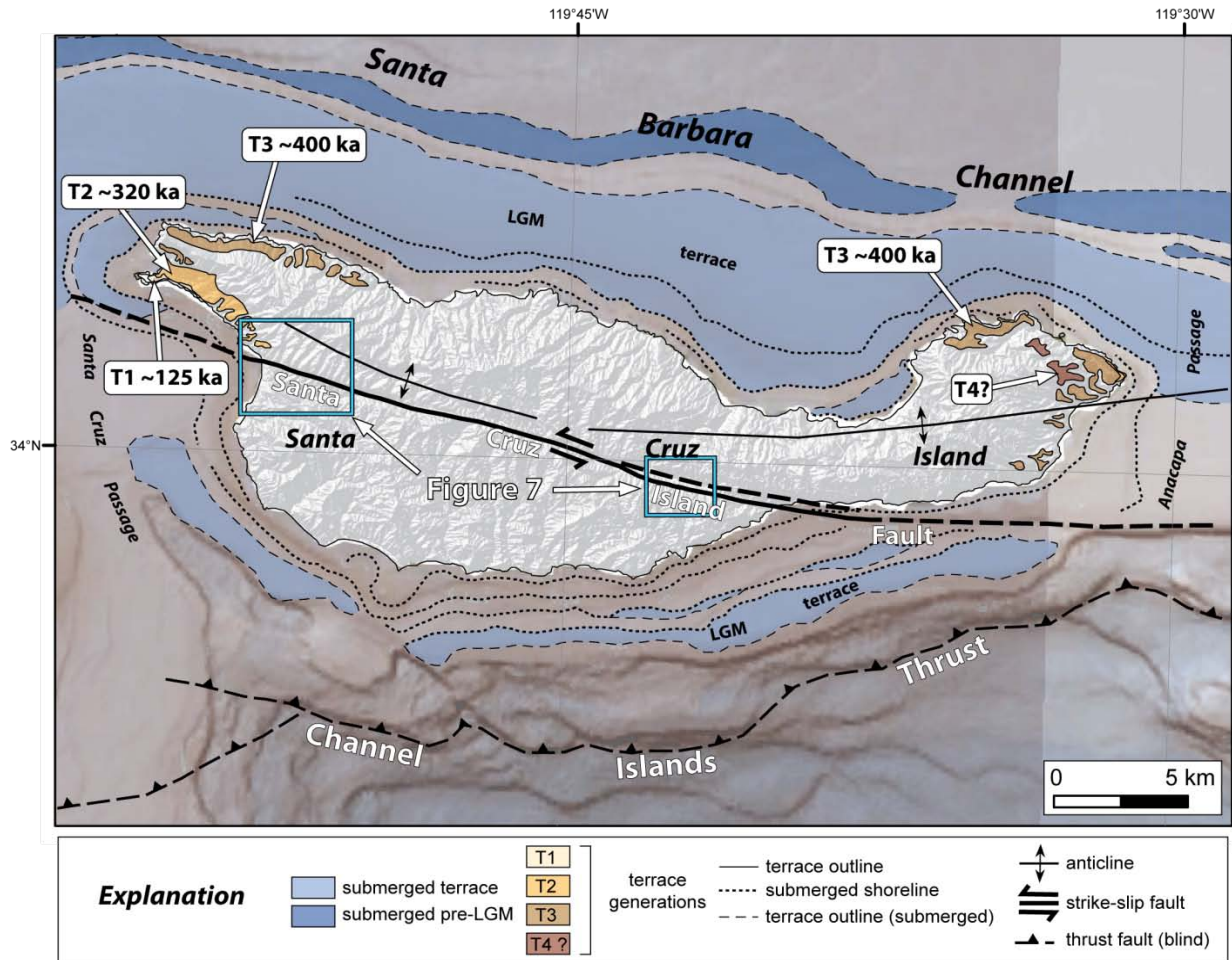 119°45'W
119°30'W
Santa
Barbara
Channel
T3 ~400 ka
T2 ~320 ka
LGM
terrace
T3 ~400 ka
Passage
Santa
Cruz
Passage
T1 ~125 ka
T4?
Santa
Cruz
Island
Fault
34°N
Santa
Cruz
Island
Anacapa
Figure 7
LGM
terrace
Channel
Islands
Thrust
0
5 km
Explanation
submerged terrace
submerged pre-LGM
T1
T2
T3
T4 ?
terrace
generations
terrace outline
submerged shoreline
terrace outline (submerged)
anticline
strike-slip fault
thrust fault (blind)